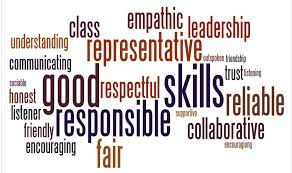 class
empathic
leadership
understanding
representative
outspoken
friendship
communicating
trust
listening
sociable
good
respectful
skills
honest
reliable
listener
responsible
supportive
friendly
collaborative
encouraging
fair
encouraging